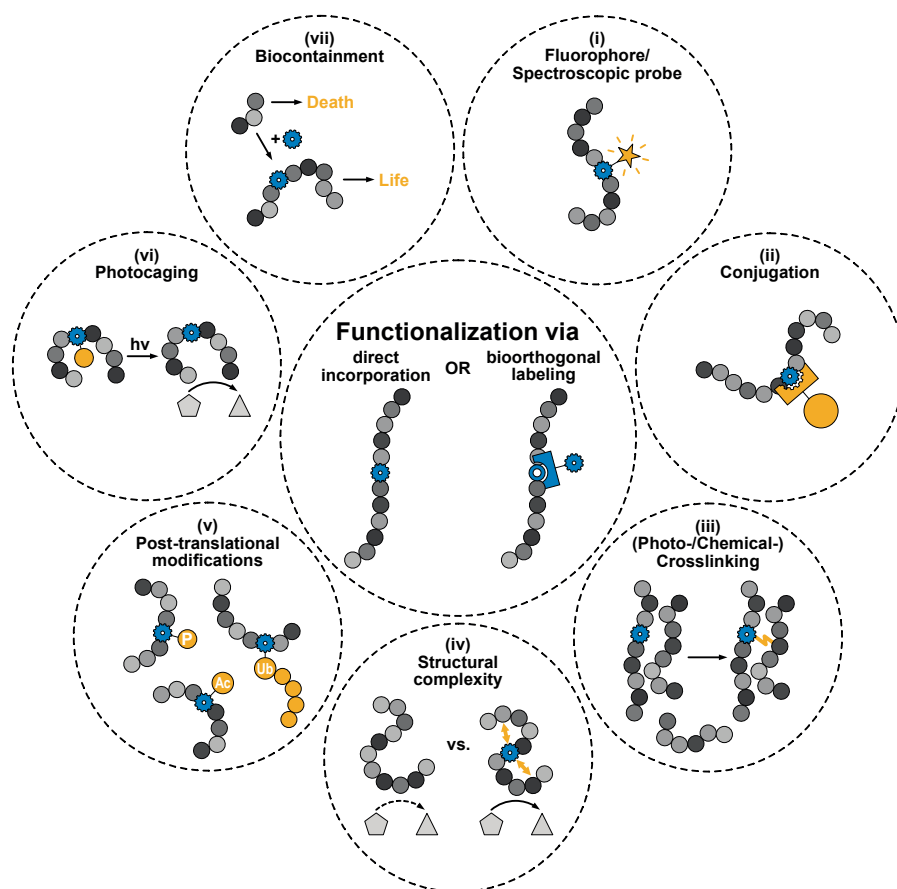 (vii)
Biocontainment
Death
+
Life
(i)
Fluorophore/
Spectroscopic probe
(vi)
Photocaging
hv
(ii)
Conjugation
Functionalization via
direct incorporation OR bioorthogonal labeling
(v)
Post-translational
modifications
P
Ub
Ac
(iv)
Structural
complexity
vs.
(iii)
(Photo-/Chemical-)
Crosslinking